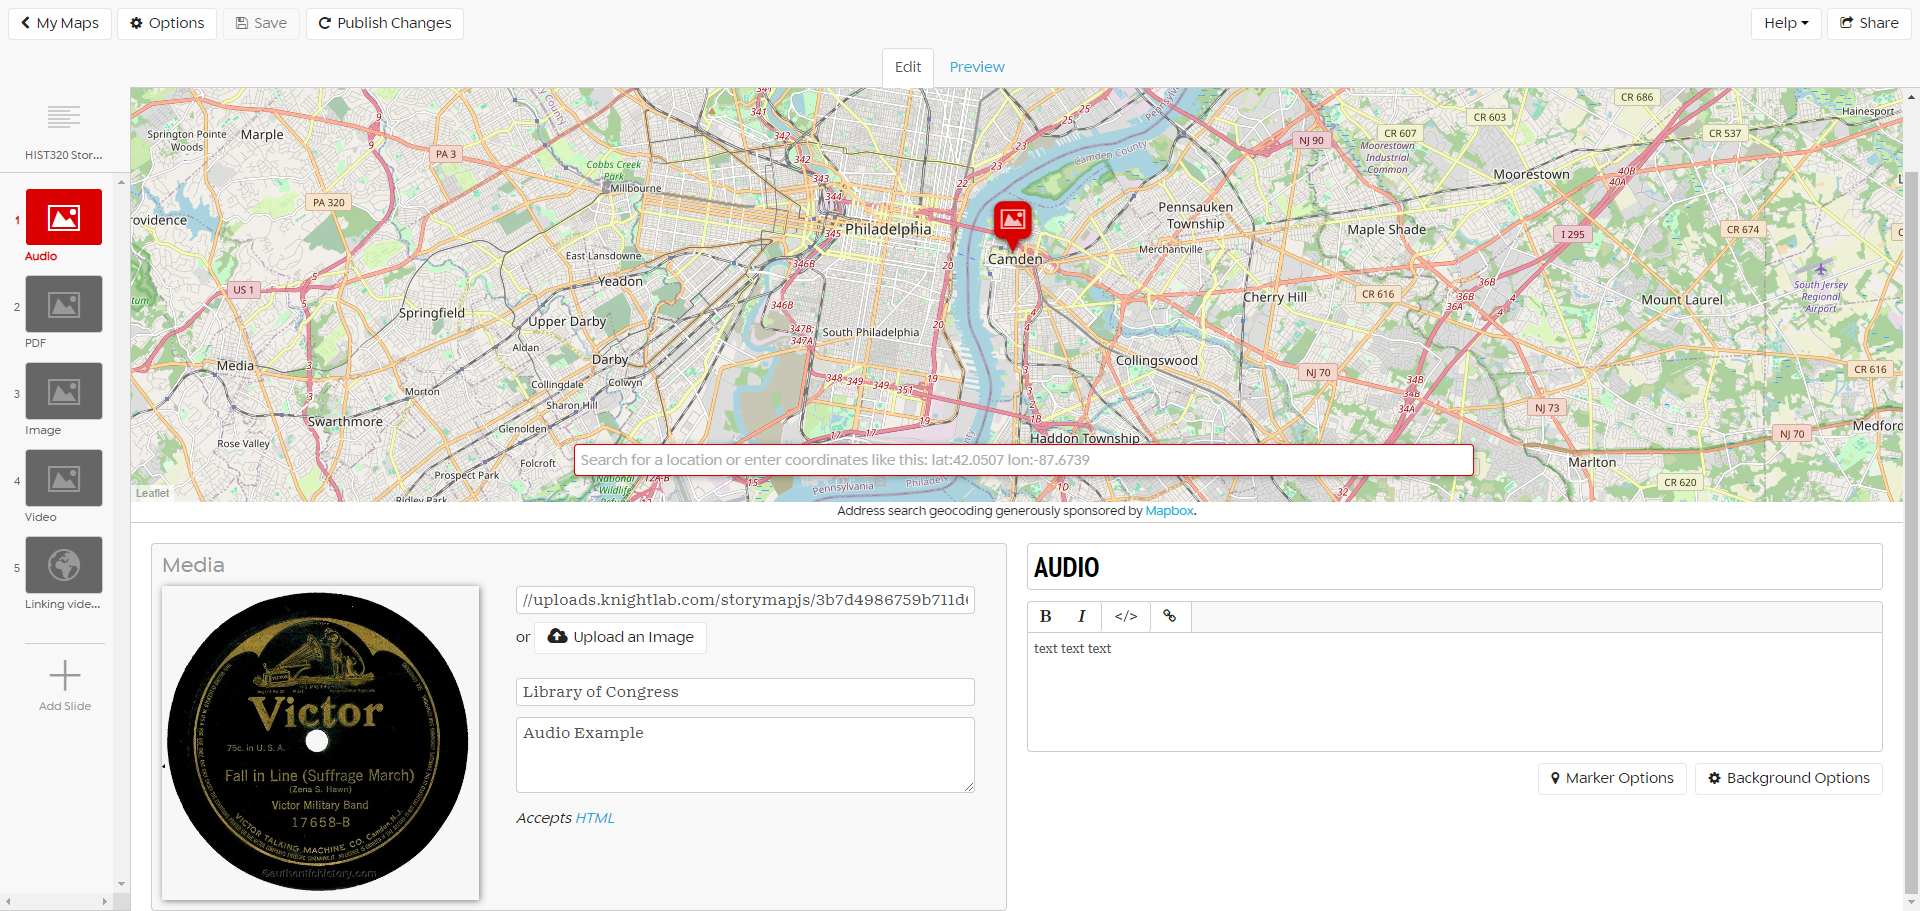 My Maps
Options
Save
Publish Changes
Help
Share
Edit
Preview
HIST320 Stor...
1
Audio
2
PDF
3
Image
4
Video
5
Linking vide...
Add Slide
Springton Pointe Woods
Marple
PA 3
PA 320
rovidence
US 1
Media
Rose Valley
Swarthmore
Springfield
Morton
Prospect Park
Ridley Park
Glenolden
Folcroft
Sharon Hill
Collingdale
Colwyn
Aldan
Darby
Upper Darby
Yeadon
East Lansdowne
Millbourne
Cobbs Creek Park
Philadelphia
South Philadelphia
Camden
Camden County
Pennsauken Township
Merchantville
Cherry Hill
Collingswood
Haddon Township
Maple Shade
Moorestown
Moorestown Industrial Common
Mount Laurel
South Jersey Regional Airport
Marlton
Medford
Hainesport
CR 686
CR 603
CR 607
CR 537
NJ 90
I 295
CR 674
CR 616
NJ 70
NJ 73
CR 616
NJ 70
CR 620
Search for a location or enter coordinates like this: lat:42.0507 lon:-87.6739
Leaflet
Address search geocoding generously sponsored by Mapbox.
Media
//uploads.knightlab.com/storymapjs/3b7d4986759b711d
or Upload an Image
Library of Congress
Audio Example
Accepts HTML
Victor
75c. in U. S. A.
Fall in Line (Suffrage March)
(Zena S. Hawn)
Victor Military Band
17658-B
VICTOR TALKING MACHINE CO. Camden, N.J.
©authentichistory.com
AUDIO
B I </>
text text text
Marker Options
Background Options